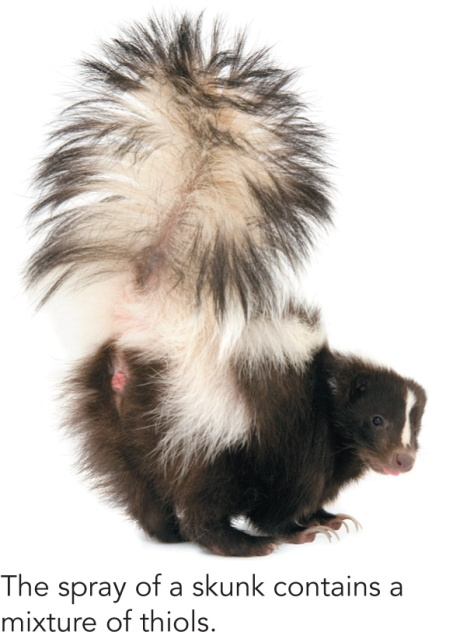 The spray of a skunk contains a
mixture of thiols.